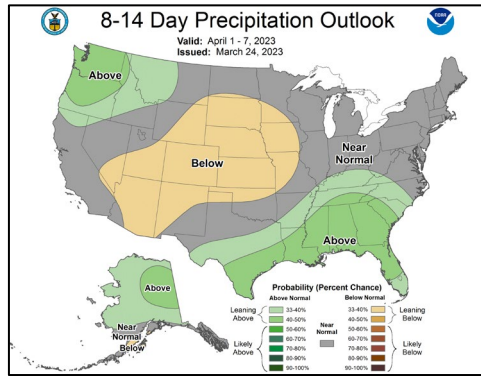 8-14 Day Precipitation Outlook
Valid: April 1 - 7, 2023
Issued: March 24, 2023
Above
Below
Near
Normal
Above
Above
Near
Normal
Below
Probability (Percent Chance)
Above Normal
Below Normal
Leaning
Above
33-40%
40-50%
Likely
Above
50-60%
60-70%
70-80%
80-90%
90-100%
Near
Normal
33-40%
40-50%
Leaning
Below
50-60%
60-70%
70-80%
80-90%
90-100%
Likely
Below